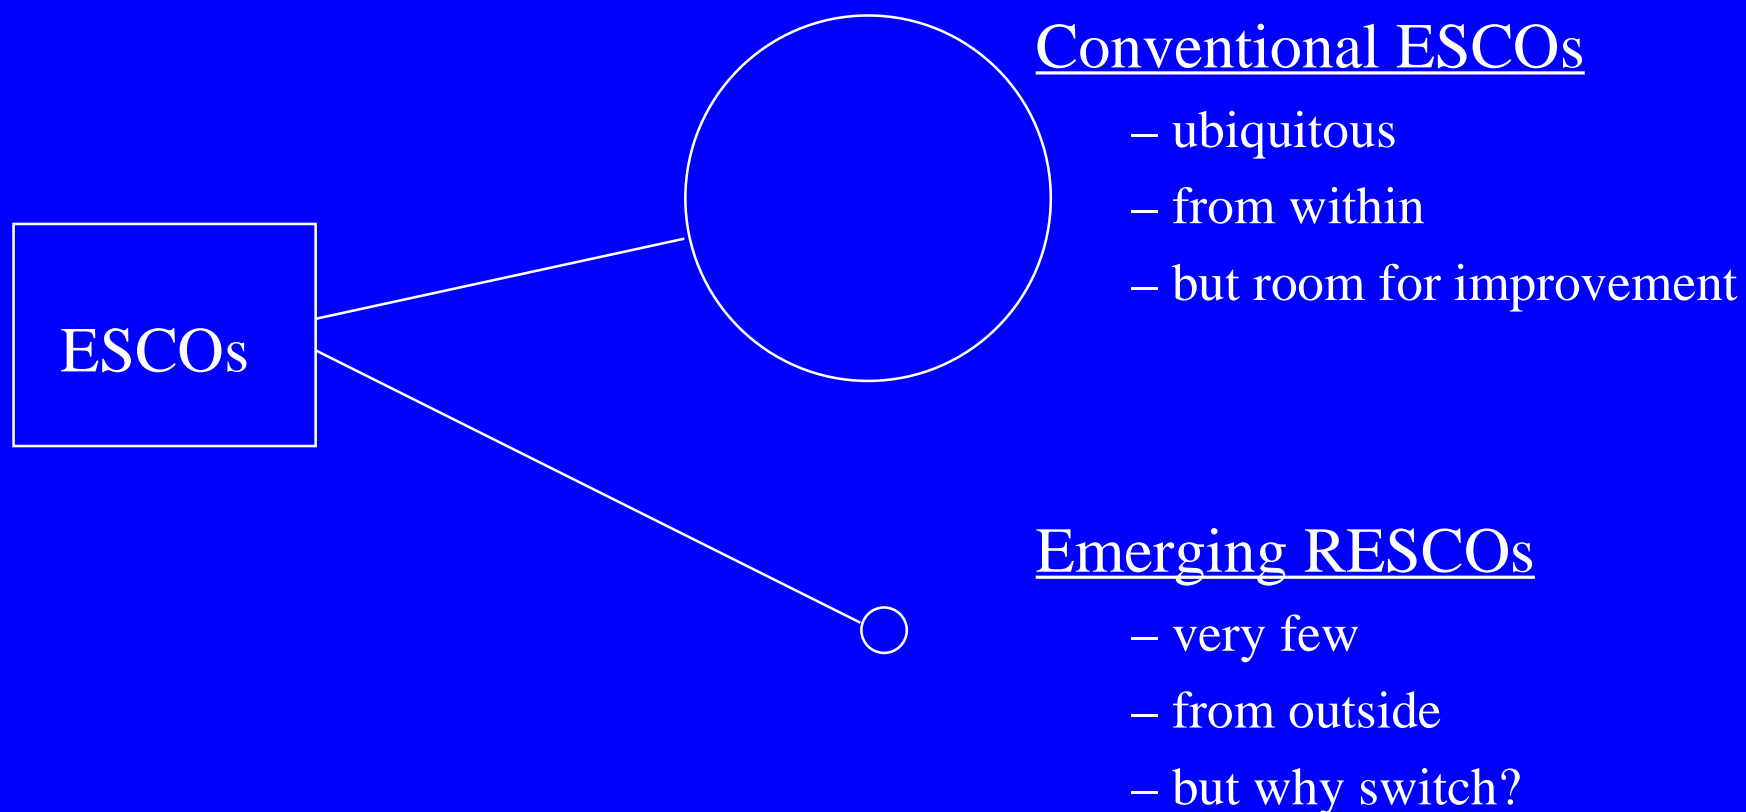 Conventional ESCOs
– ubiquitous
– from within
– but room for improvement
ESCOs
Emerging RESCOs
– very few
– from outside
– but why switch?